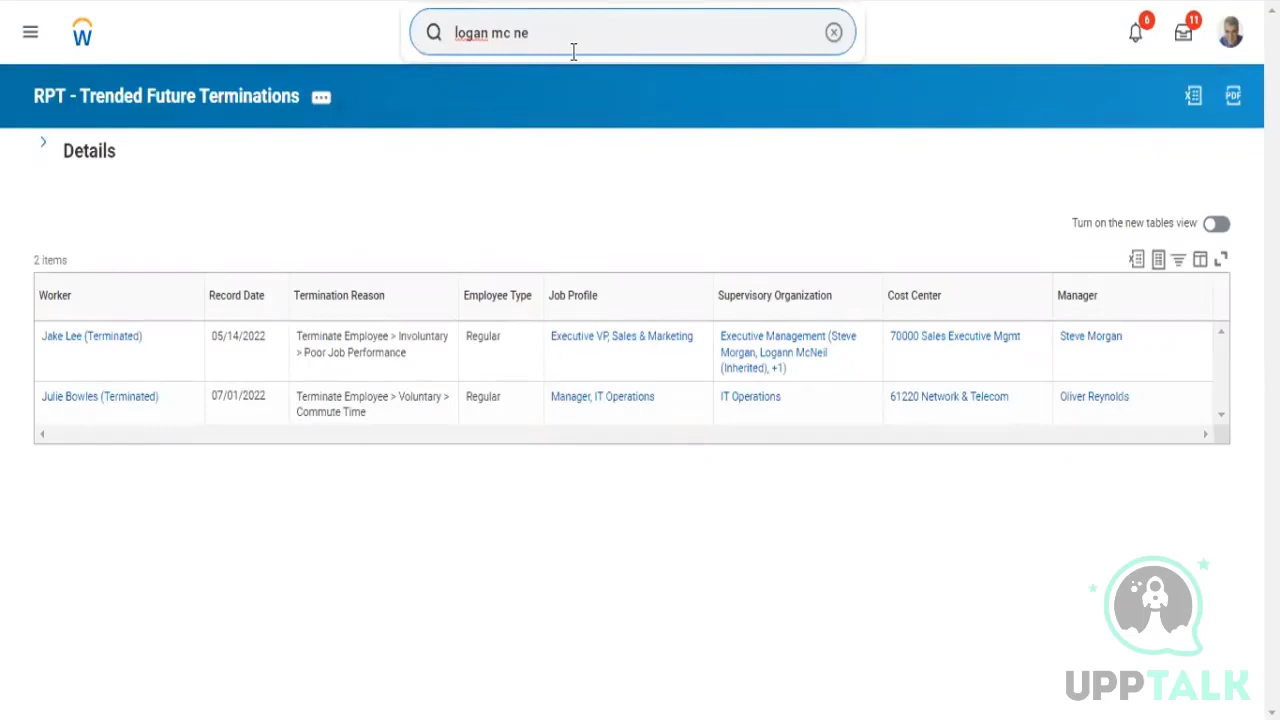 logan mc ne
6
11
W
RPT - Trended Future Terminations
PDF
Details
Turn on the new tables view
2 items
Worker Record Date Termination Reason Employee Type Job Profile Supervisory Organization Cost Center Manager
Jake Lee (Terminated) 05/14/2022 Terminate Employee > Involuntary Regular Executive VP, Sales & Marketing Executive Management (Steve 70000 Sales Executive Mgmt Steve Morgan
> Poor Job Performance Morgan, Logann McNeil
(Inherited), +1)
Julie Bowles (Terminated) 07/01/2022 Terminate Employee > Voluntary > Regular Manager, IT Operations IT Operations 61220 Network & Telecom Oliver Reynolds
Commute Time
UPPTALK